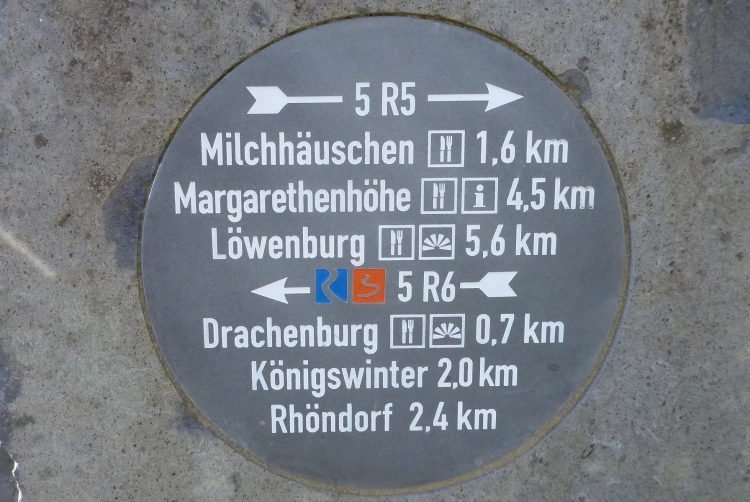 5 R5
Milchhäuschen 1,6 km
Margarethenhöhe i 4,5 km
Löwenburg 5,6 km
5 R6
Drachenburg 0,7 km
Königswinter 2,0 km
Rhöndorf 2,4 km